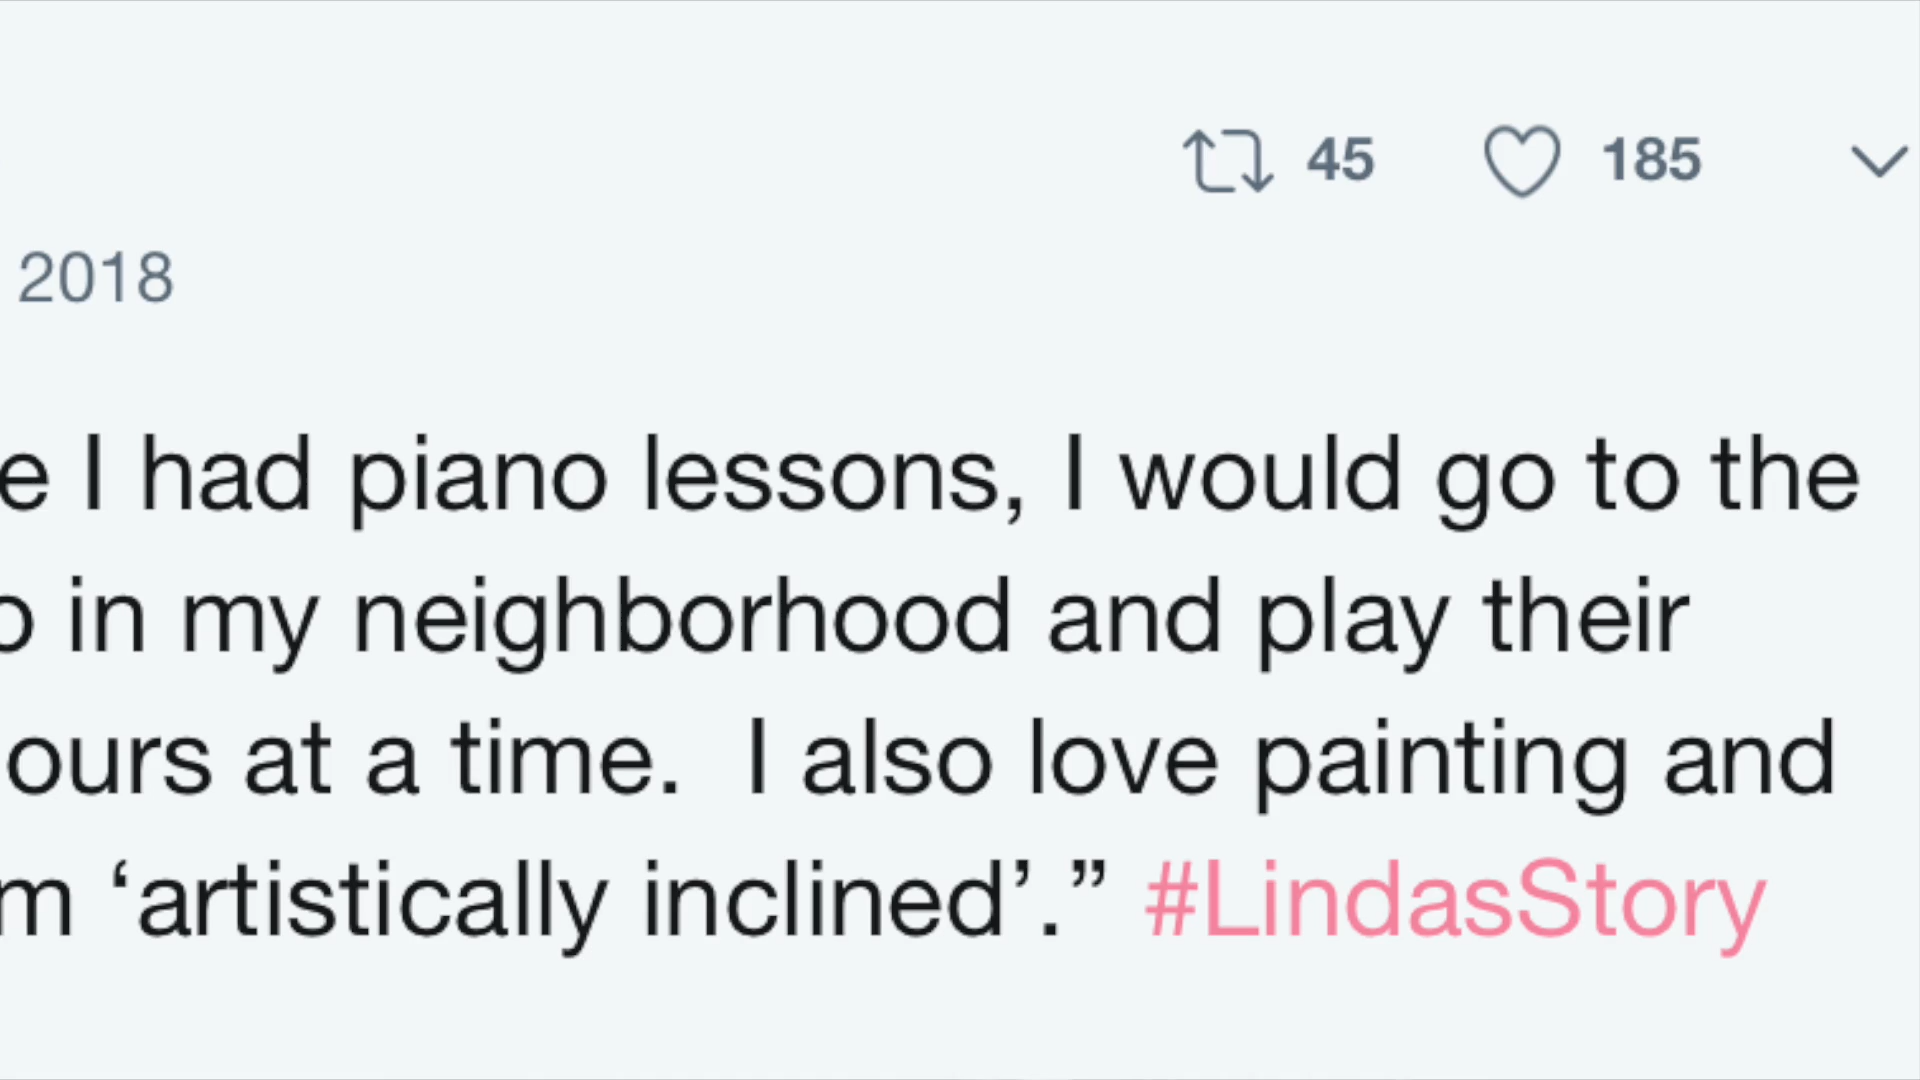 45 185
2018
e I had piano lessons, I would go to the
o in my neighborhood and play their
ours at a time.  I also love painting and
m ‘artistically inclined’.” #LindasStory